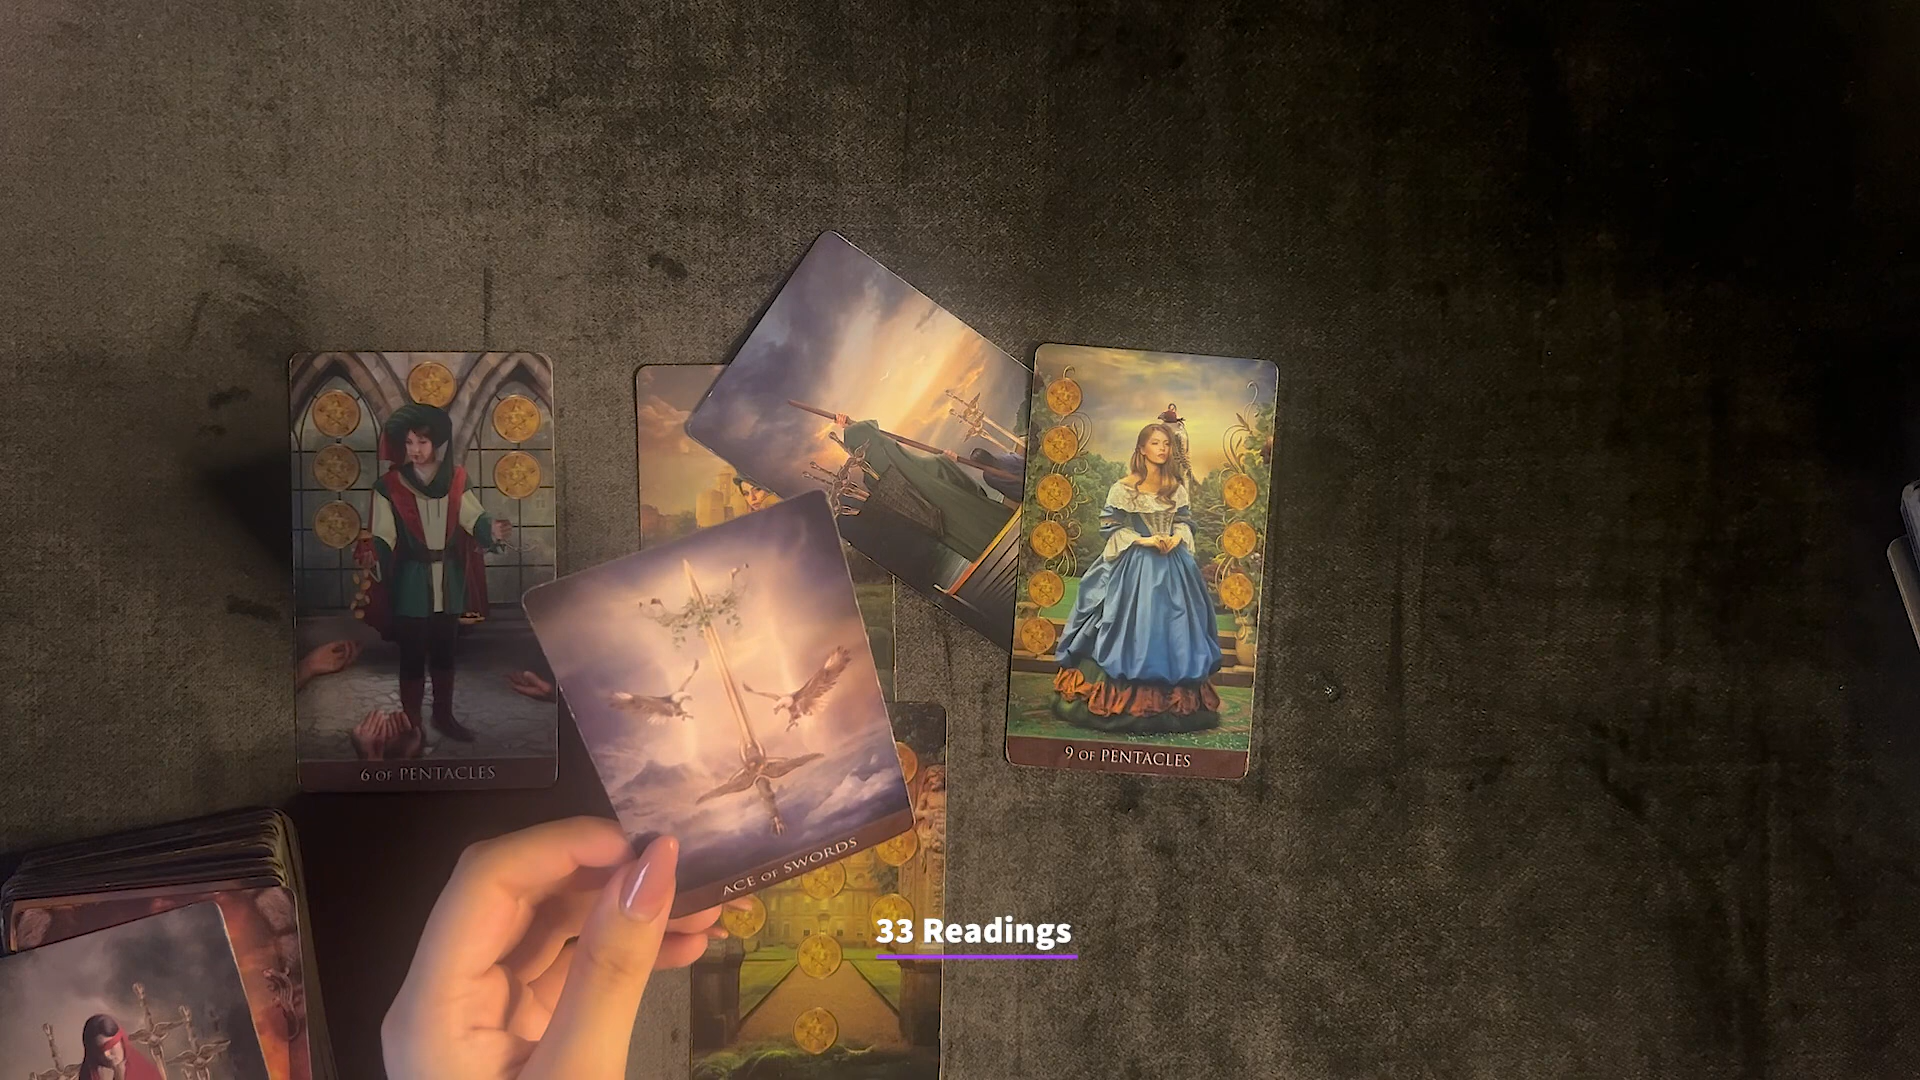 6 OF PENTACLES
9 OF PENTACLES
ACE OF SWORDS
33 Readings